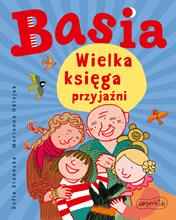 Basia
Wielka
księga
przyjaźni
Zofia Stanecka, Marianna Oklejak
HARPERKIDS